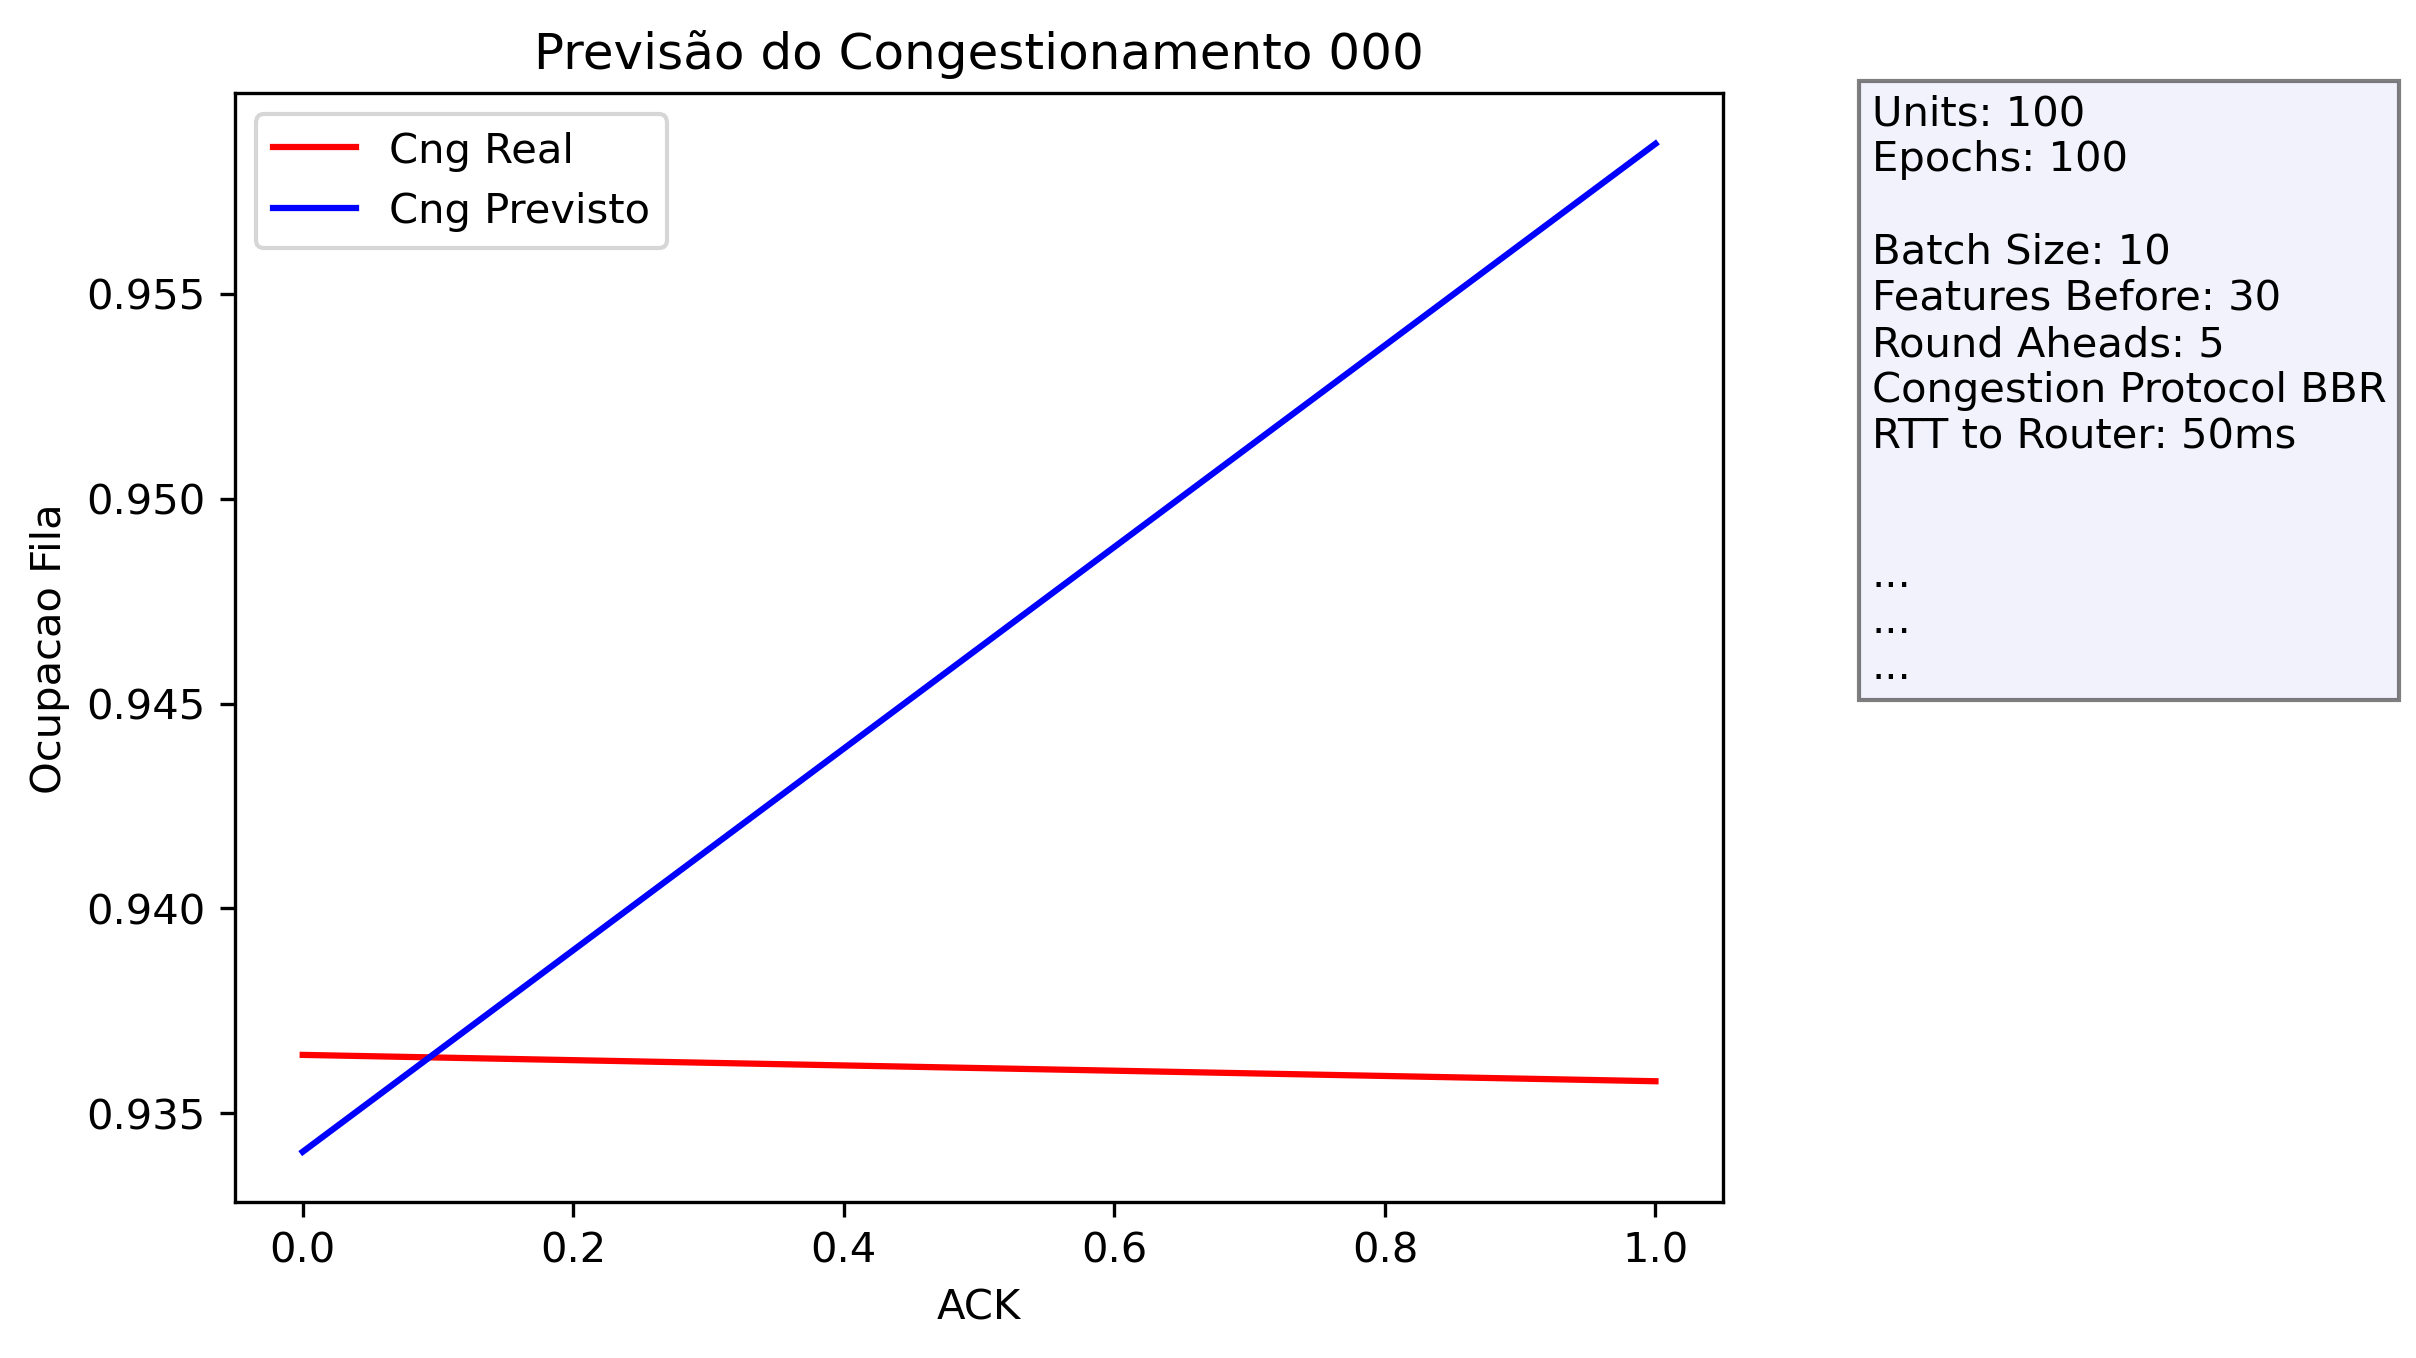 Previsão do Congestionamento 000
Cng Real
Cng Previsto
Ocupacao Fila
0.955
0.950
0.945
0.940
0.935
0.0 0.2 0.4 0.6 0.8 1.0
ACK
Units: 100
Epochs: 100
Batch Size: 10
Features Before: 30
Round Aheads: 5
Congestion Protocol BBR
RTT to Router: 50ms
...
...
...